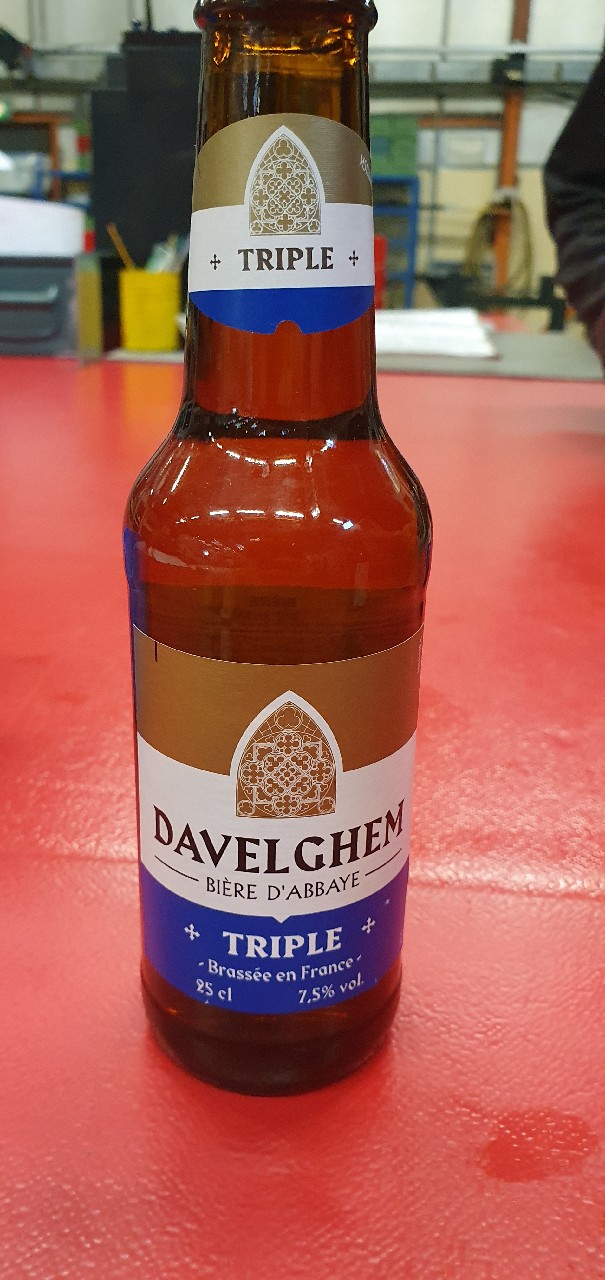 TRIPLE
DAVELGHEM
BIÈRE D'ABBAYE
TRIPLE
- Brassée en France -
25 cl 7,5% vol.